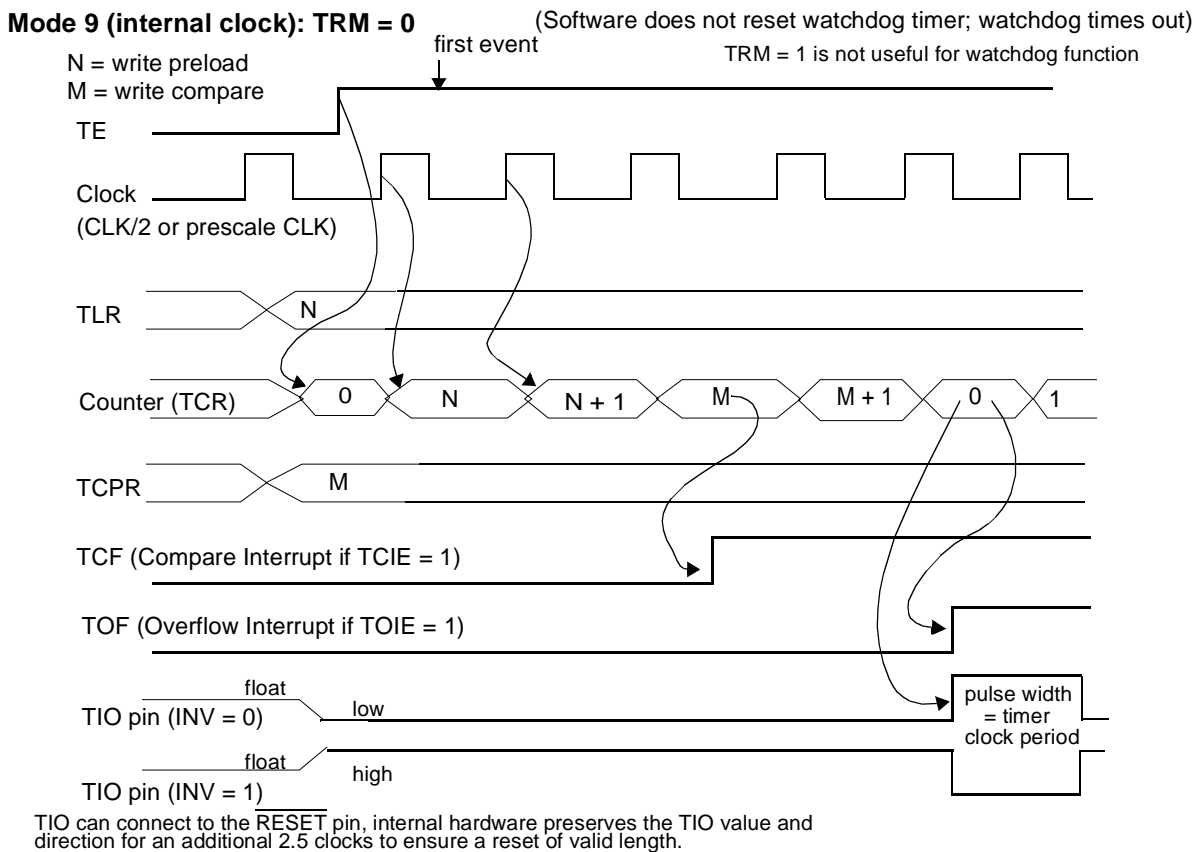 Mode 9 (internal clock): TRM = 0
(Software does not reset watchdog timer; watchdog times out)
first event
TRM = 1 is not useful for watchdog function
N = write preload
M = write compare
TE
Clock
(CLK/2 or prescale CLK)
TLR
N
Counter (TCR)
0
N
N + 1
M
M + 1
0
1
TCPR
M
TCF (Compare Interrupt if TCIE = 1)
TOF (Overflow Interrupt if TOIE = 1)
float
TIO pin (INV = 0)
low
pulse width
= timer
clock period
float
TIO pin (INV = 1)
high
TIO can connect to the RESET pin, internal hardware preserves the TIO value and
direction for an additional 2.5 clocks to ensure a reset of valid length.